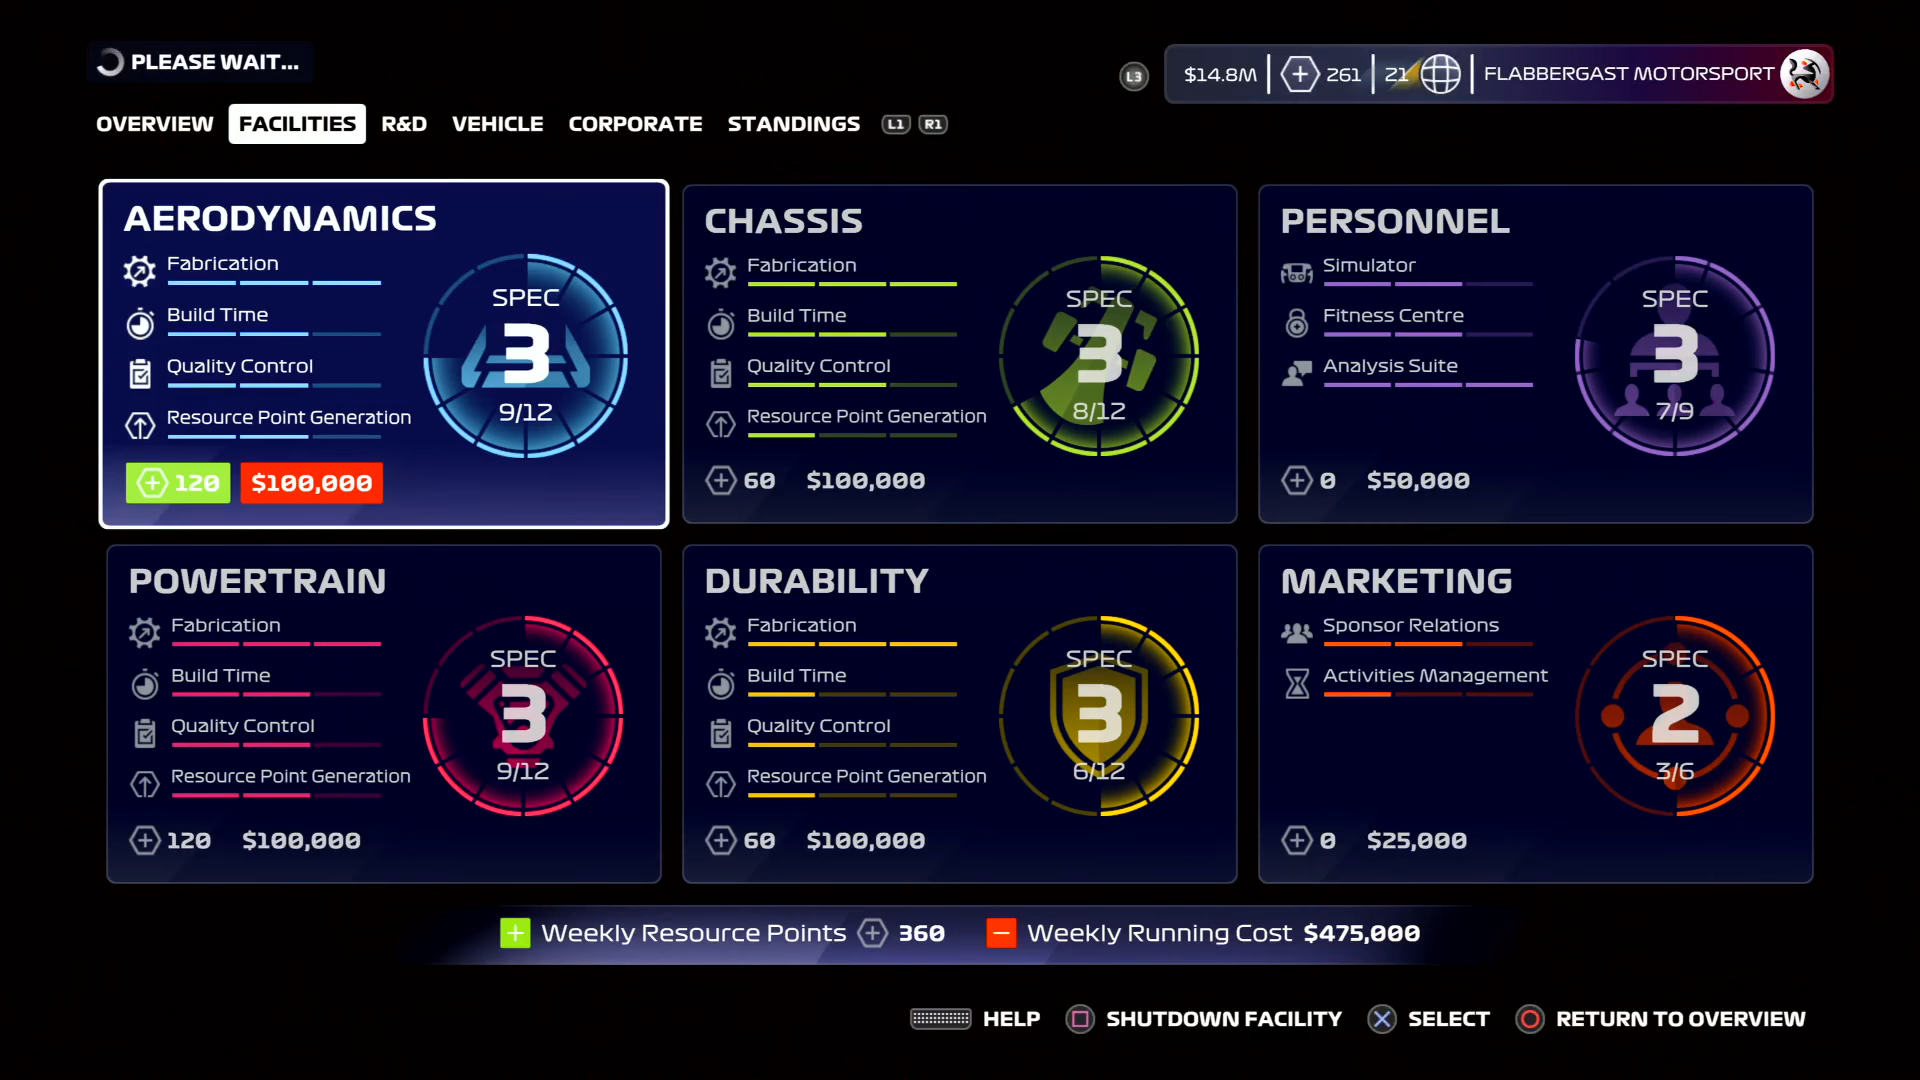 PLEASE WAIT...
L3
$14.8M
261
21
FLABBERGAST MOTORSPORT
OVERVIEW
FACILITIES
R&D
VEHICLE
CORPORATE
STANDINGS
L1
R1
AERODYNAMICS
Fabrication
Build Time
Quality Control
Resource Point Generation
SPEC
3
9/12
120
$100,000
CHASSIS
Fabrication
Build Time
Quality Control
Resource Point Generation
SPEC
3
8/12
60
$100,000
PERSONNEL
Simulator
Fitness Centre
Analysis Suite
SPEC
3
7/9
0
$50,000
POWERTRAIN
Fabrication
Build Time
Quality Control
Resource Point Generation
SPEC
3
9/12
120
$100,000
DURABILITY
Fabrication
Build Time
Quality Control
Resource Point Generation
SPEC
3
6/12
60
$100,000
MARKETING
Sponsor Relations
Activities Management
SPEC
2
3/6
0
$25,000
Weekly Resource Points 360
Weekly Running Cost $475,000
HELP
SHUTDOWN FACILITY
SELECT
RETURN TO OVERVIEW